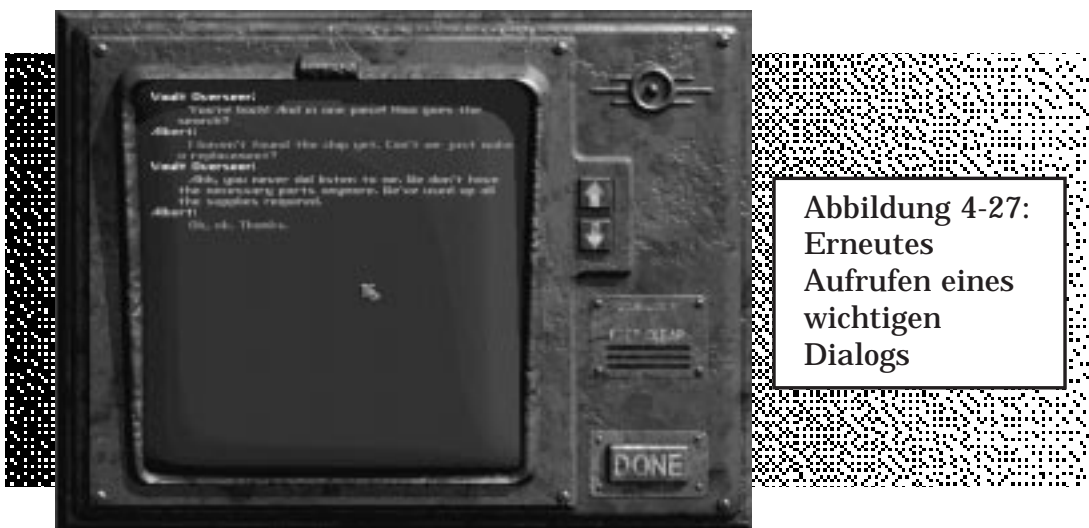 Vault Overseer:
You're back! And in one piece! How goes the
search?
Albert:
I haven't found the chip yet. Can't we just make
a replacement?
Vault Overseer:
Ahh, you never did listen to me. We don't have
the necessary parts anymore. We've used up all
the supplies required.
Albert:
Oh, ok. Thanks.
DONE
Abbildung 4-27:
Erneutes
Aufrufen eines
wichtigen
Dialogs